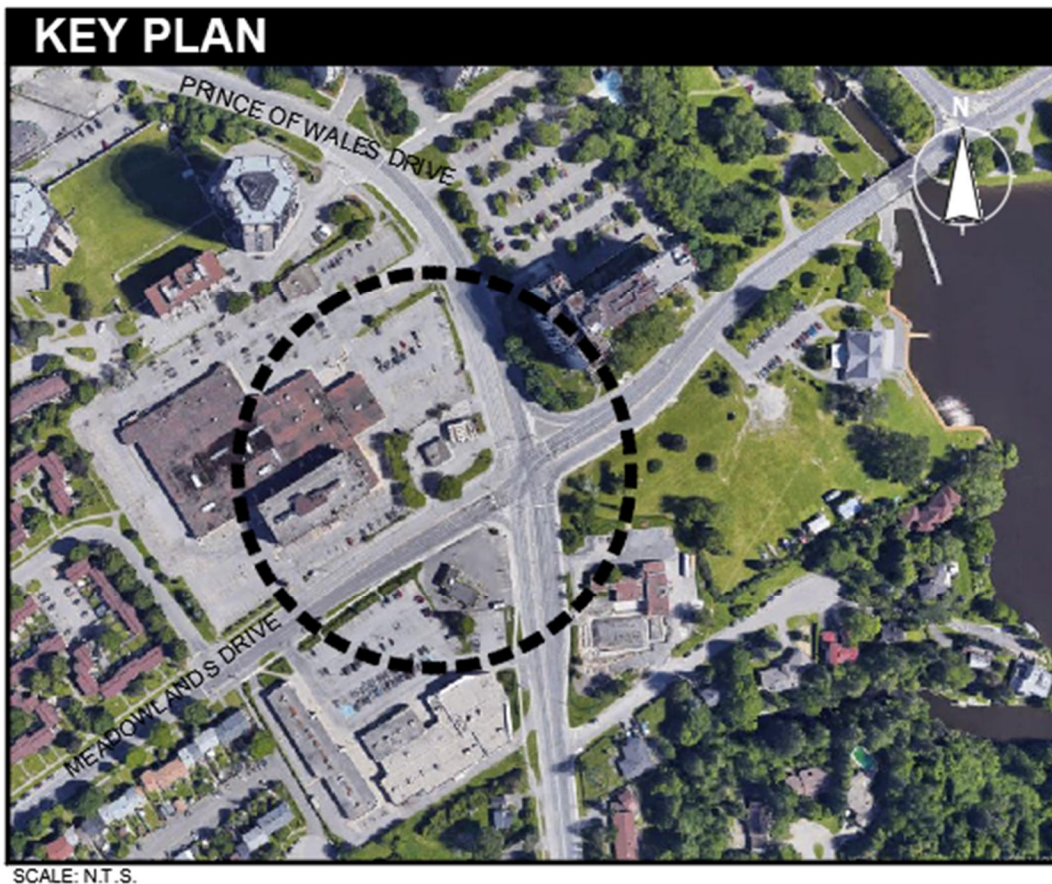 KEY PLAN
PRINCE OF WALES DRIVE
N
MEADOWLANDS DRIVE
SCALE: N.T.S.